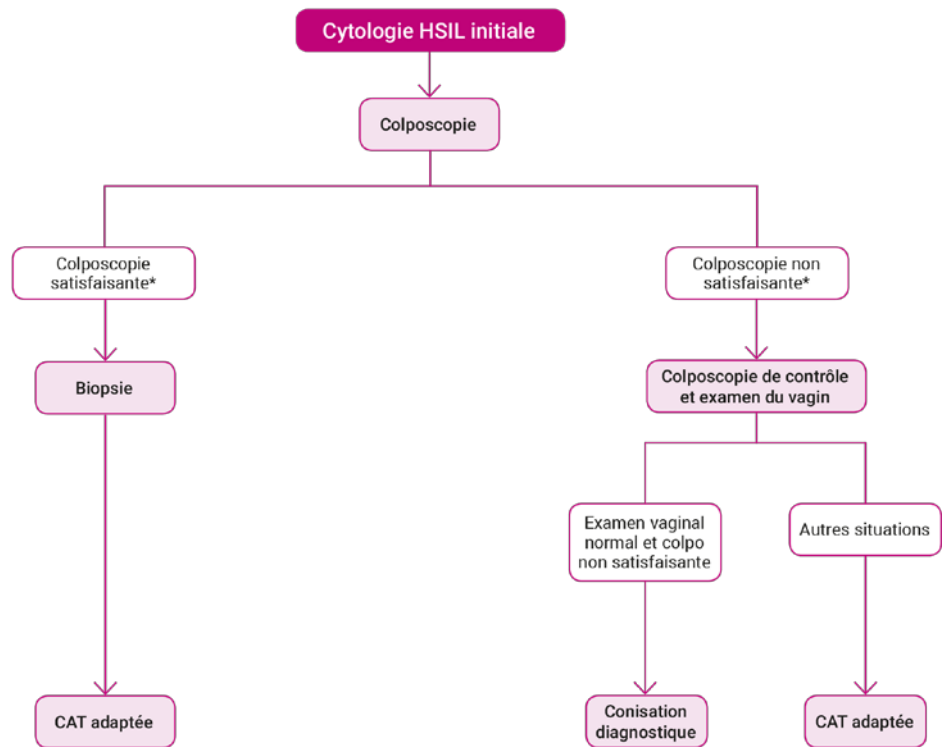 Cytologie HSIL initiale
Colposcopie
Colposcopie
satisfaisante*
Colposcopie non
satisfaisante*
Biopsie
Colposcopie de contrôle
et examen du vagin
Examen vaginal
normal et colpo
non satisfaisante
Autres situations
CAT adaptée
Conisation
diagnostique
CAT adaptée